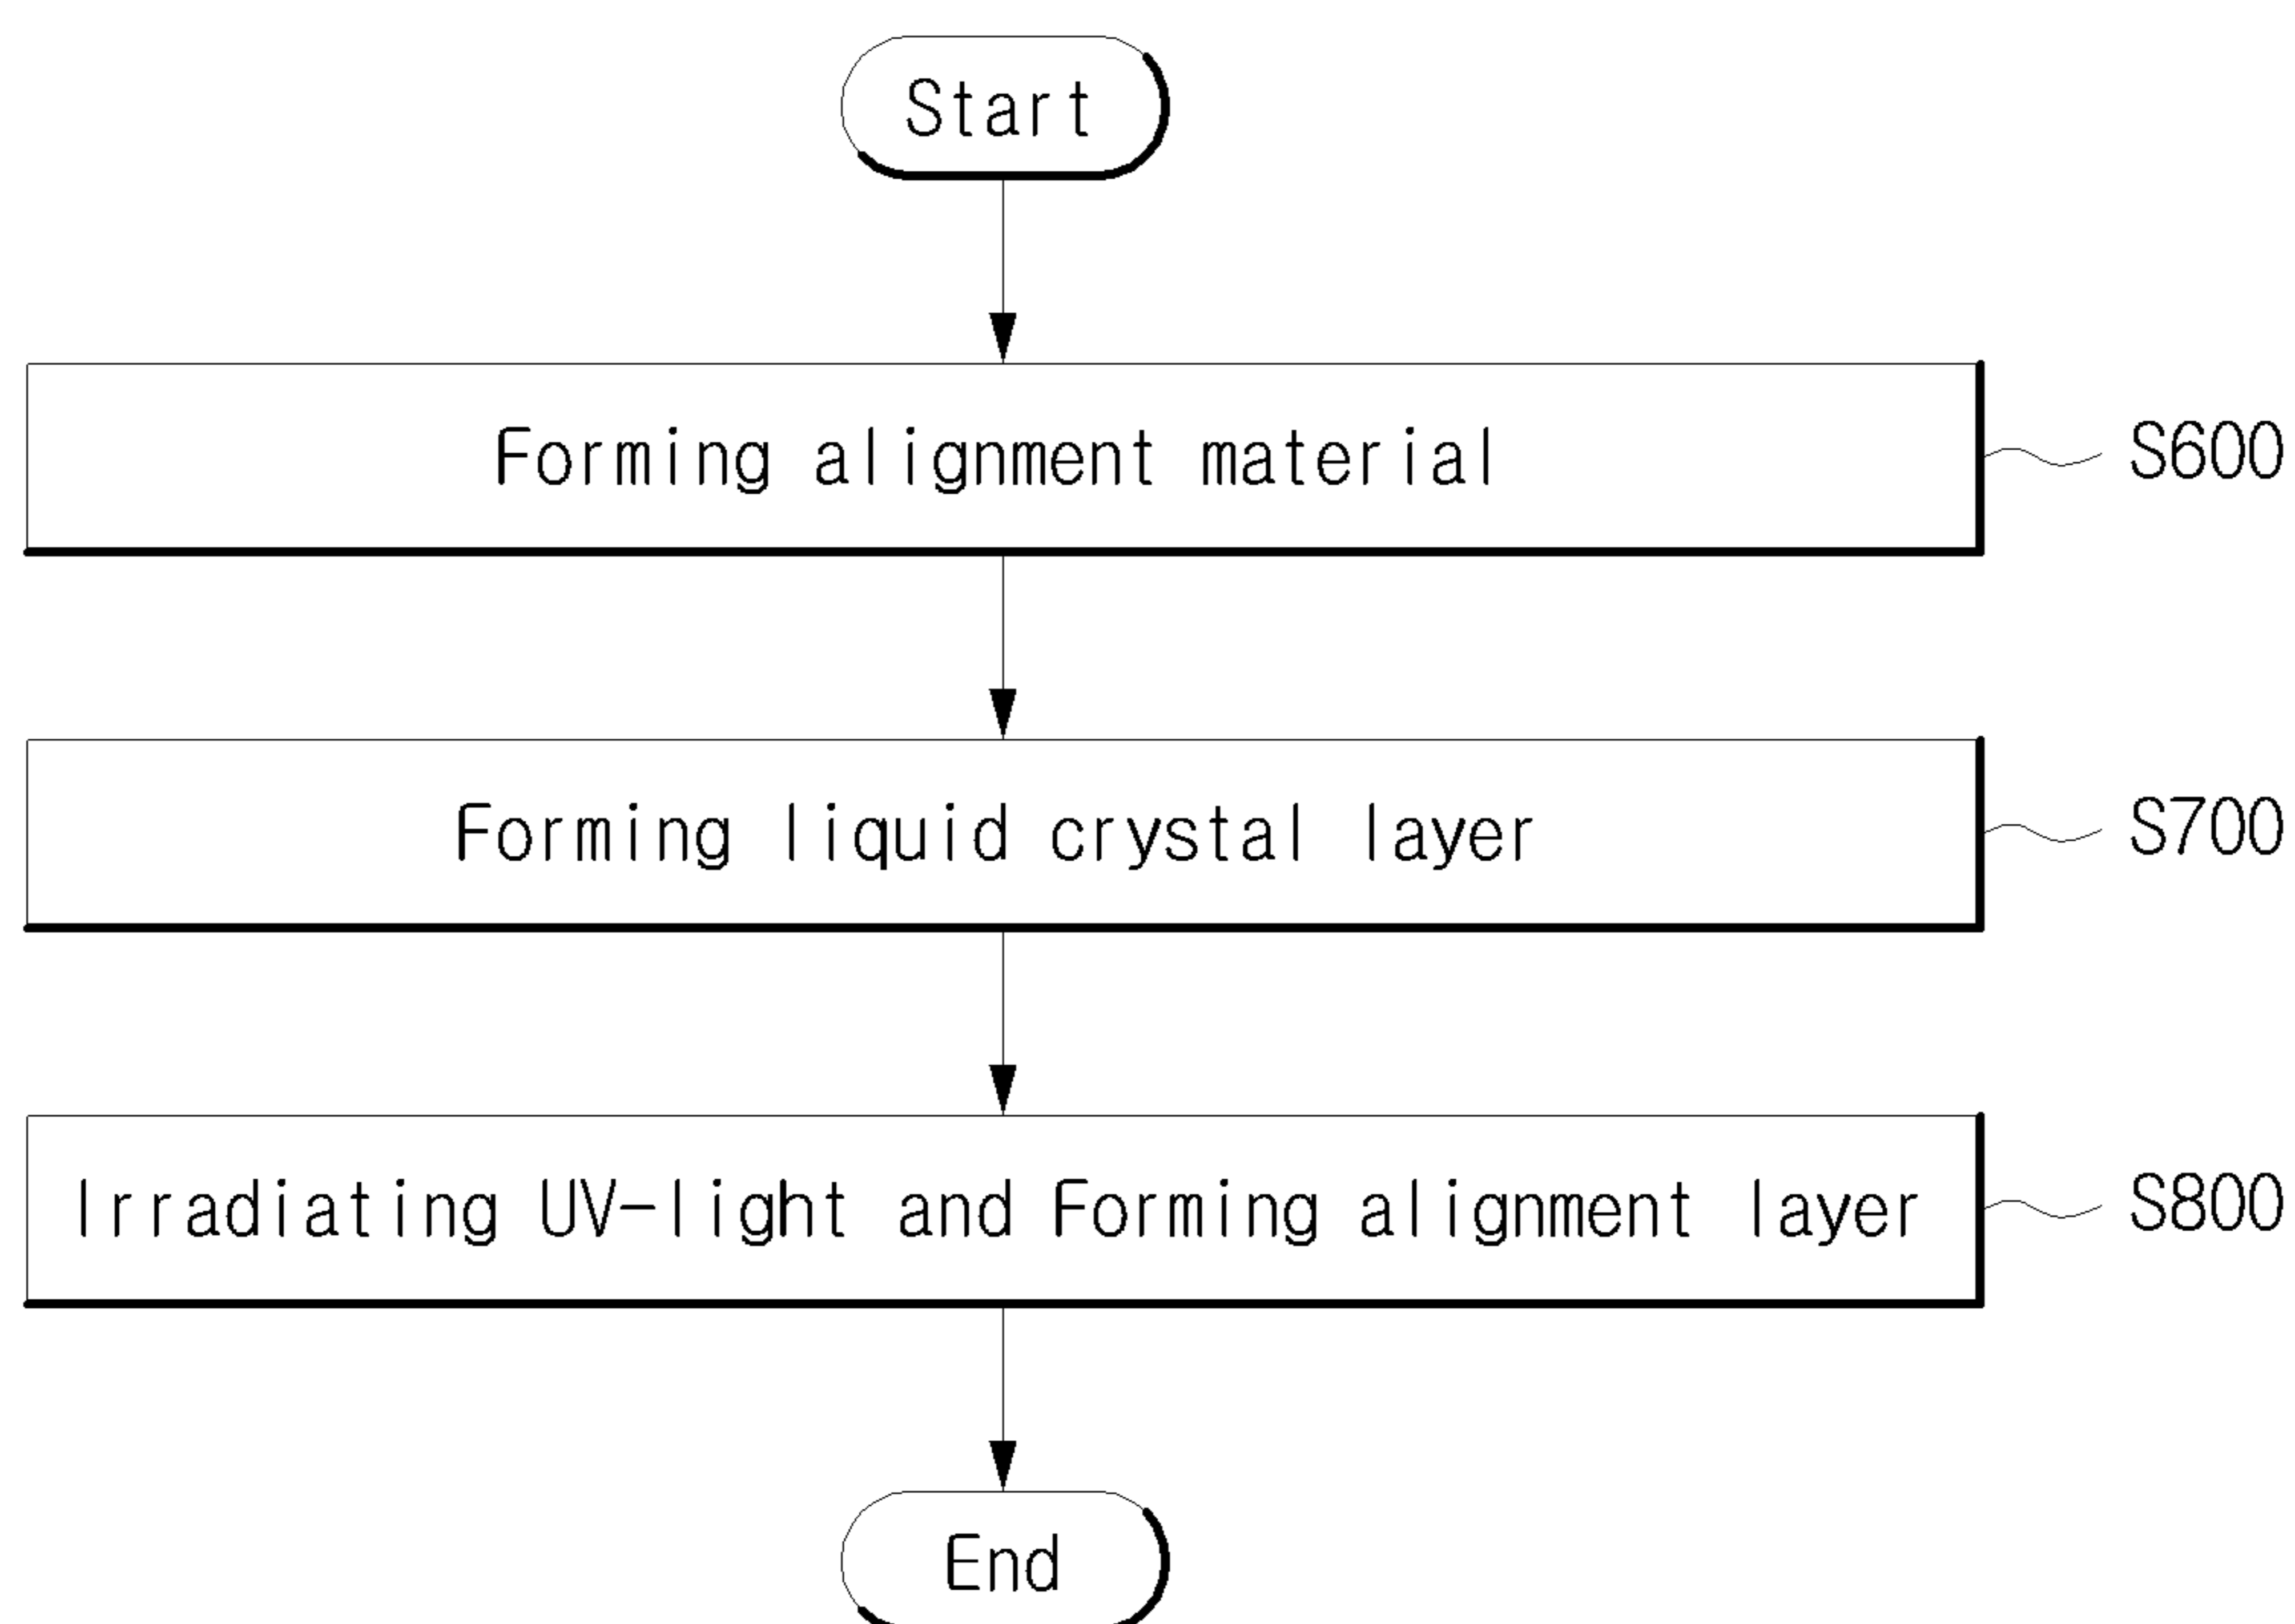 Start
Forming alignment material
S600
Forming liquid crystal layer
S700
Irradiating UV-light and Forming alignment layer
S800
End